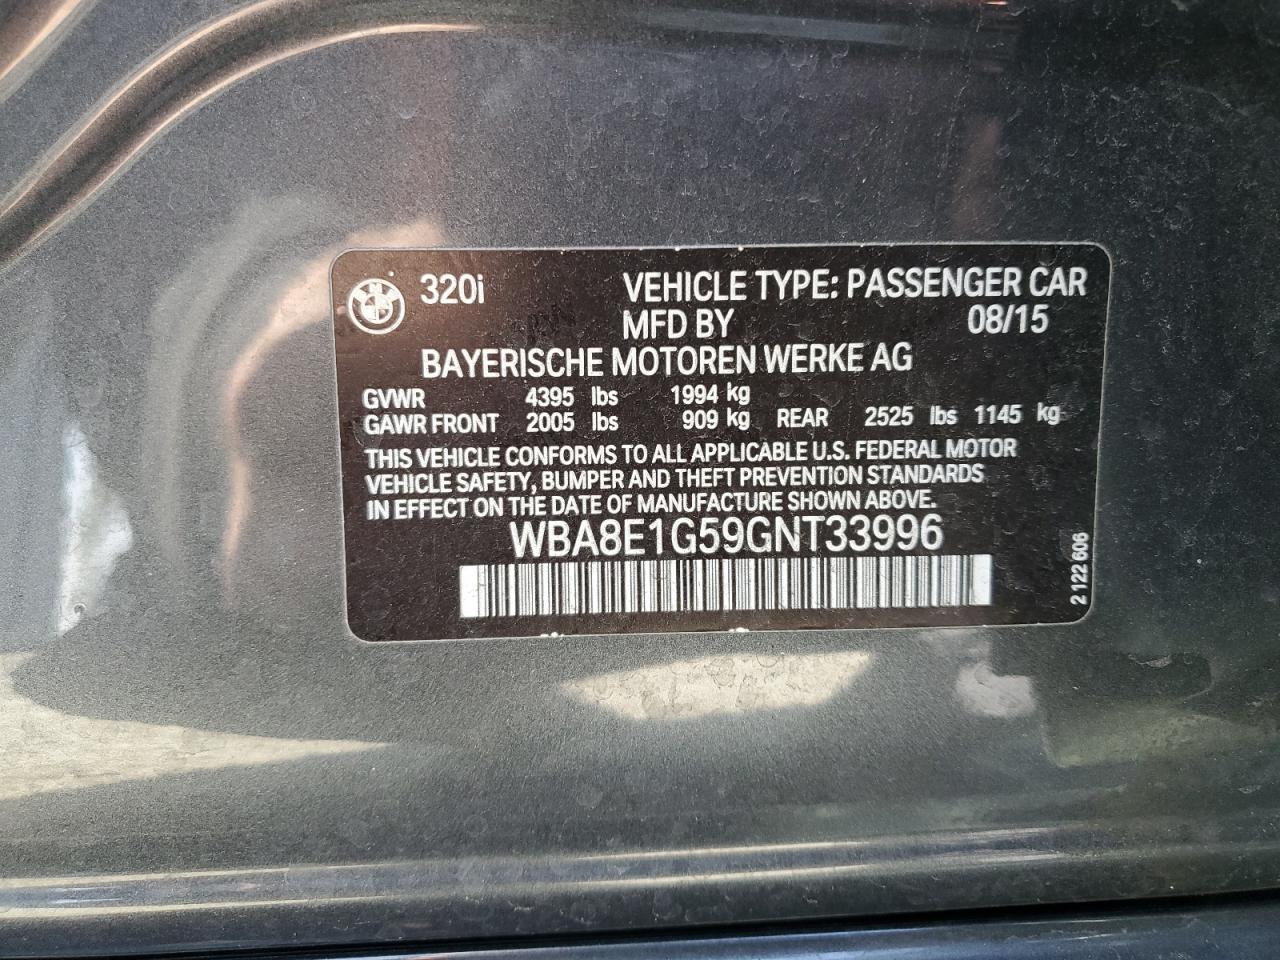 320i VEHICLE TYPE: PASSENGER CAR
MFD BY 08/15
BAYERISCHE MOTOREN WERKE AG
GVWR 4395 lbs 1994 kg
GAWR FRONT 2005 lbs 909 kg REAR 2525 lbs 1145 kg
THIS VEHICLE CONFORMS TO ALL APPLICABLE U.S. FEDERAL MOTOR
VEHICLE SAFETY, BUMPER AND THEFT PREVENTION STANDARDS
IN EFFECT ON THE DATE OF MANUFACTURE SHOWN ABOVE.
WBA8E1G59GNT33996
2 122 606